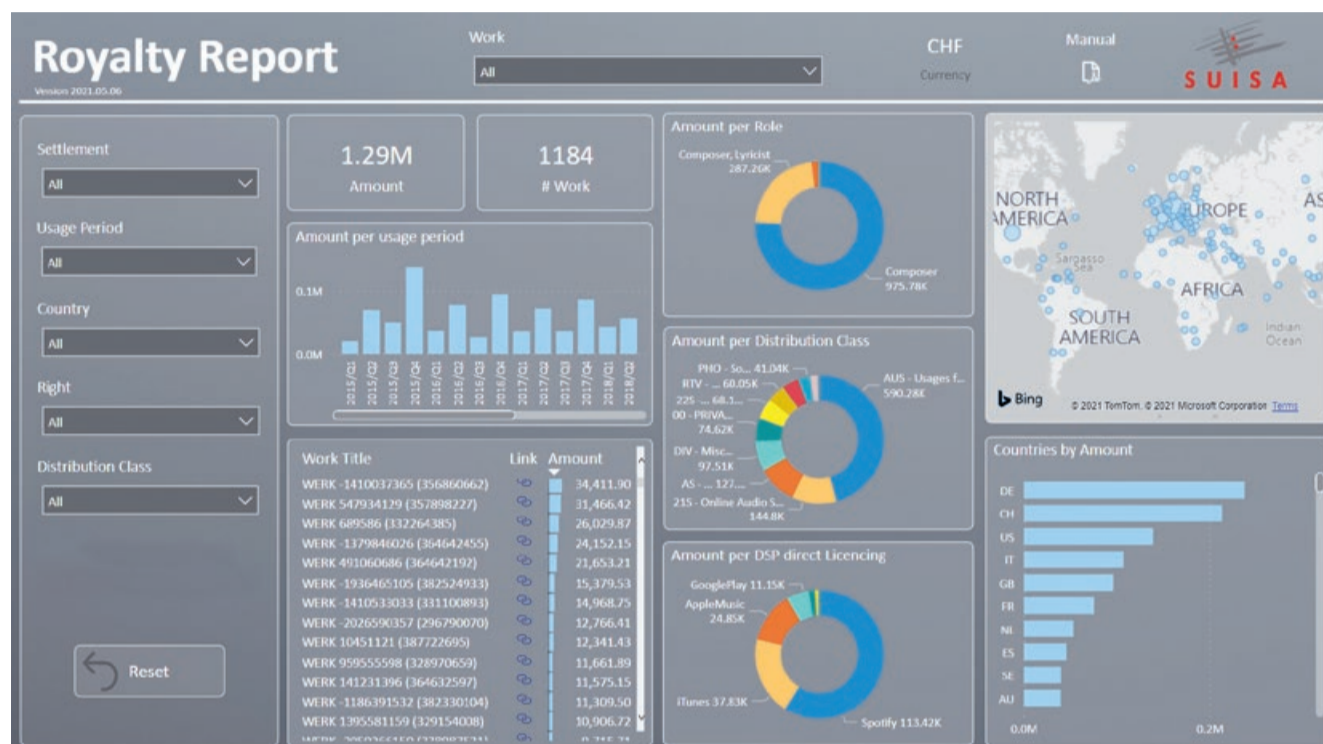 Royalty Report
Version 2021.05.06
Work
All
CHF
Currency
Manual
SUISA
Settlement
All
Usage Period
All
Country
All
Right
All
Distribution Class
All
Reset
1.29M
Amount
1184
# Work
Amount per usage period
0.1M
0.0M
2015/Q1
2015/Q2
2015/Q3
2015/Q4
2016/Q1
2016/Q2
2016/Q3
2016/Q4
2017/Q1
2017/Q2
2017/Q3
2017/Q4
2018/Q1
2018/Q2
Work Title Link Amount
WERK -1410037365 (356860662) 34,411.90
WERK 547934129 (357898227) 31,466.42
WERK 689586 (332264385) 26,029.87
WERK -1379846026 (364642455) 24,152.15
WERK 491060686 (364642192) 21,653.21
WERK -1936465105 (382524933) 15,379.53
WERK -1410533033 (331100893) 14,968.75
WERK -2026590357 (296790070) 12,766.41
WERK 10451121 (387722695) 12,341.43
WERK 959555598 (328970659) 11,661.89
WERK 141231396 (364632597) 11,575.15
WERK -1186391532 (382330104) 11,309.50
WERK 1395581159 (329154008) 10,906.72
Amount per Role
Composer, Lyricist
287.26K
Composer
975.78K
Amount per Distribution Class
PHO - So... 41.04K
RTV - ... 60.05K
225 - ... 68.1...
00 - PRIVA...
74.62K
DIV - Misc...
97.51K
AS - ... 127....
215 - Online Audio S...
144.8K
AUS - Usages f...
590.28K
Amount per DSP direct Licencing
GooglePlay 11.15K
AppleMusic
24.85K
iTunes 37.83K
Spotify 113.42K
NORTH
AMERICA
EUROPE
AS
Sargasso
Sea
AFRICA
SOUTH
AMERICA
Indian
Ocean
Bing
© 2021 TomTom, © 2021 Microsoft Corporation Terms
Countries by Amount
DE
CH
US
IT
GB
FR
NL
ES
SE
AU
0.0M
0.2M